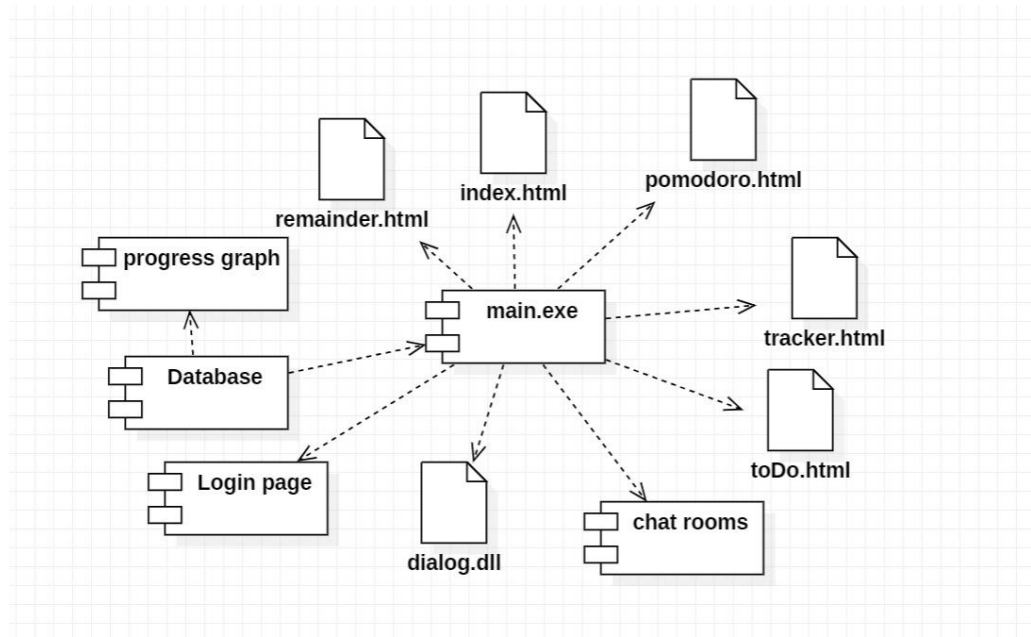 pomodoro.html
index.html
remainder.html
progress graph
main.exe
tracker.html
Database
toDo.html
Login page
chat rooms
dialog.dll